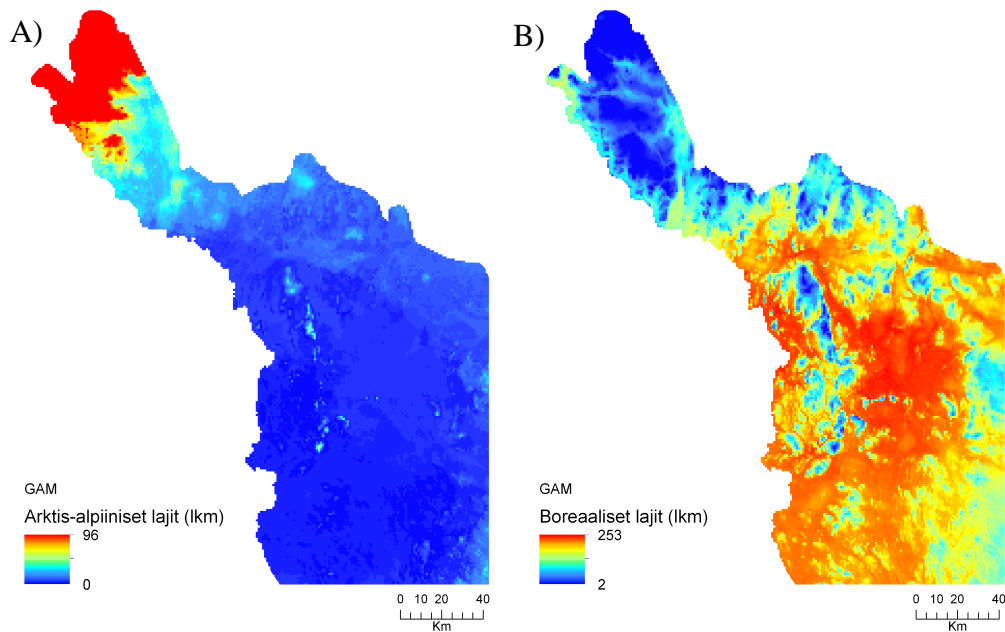 A)
GAM
Arktis-alpiiniset lajit (lkm)
96
0
0 10 20 40
Km
B)
GAM
Boreaaliset lajit (lkm)
253
2
0 10 20 40
Km